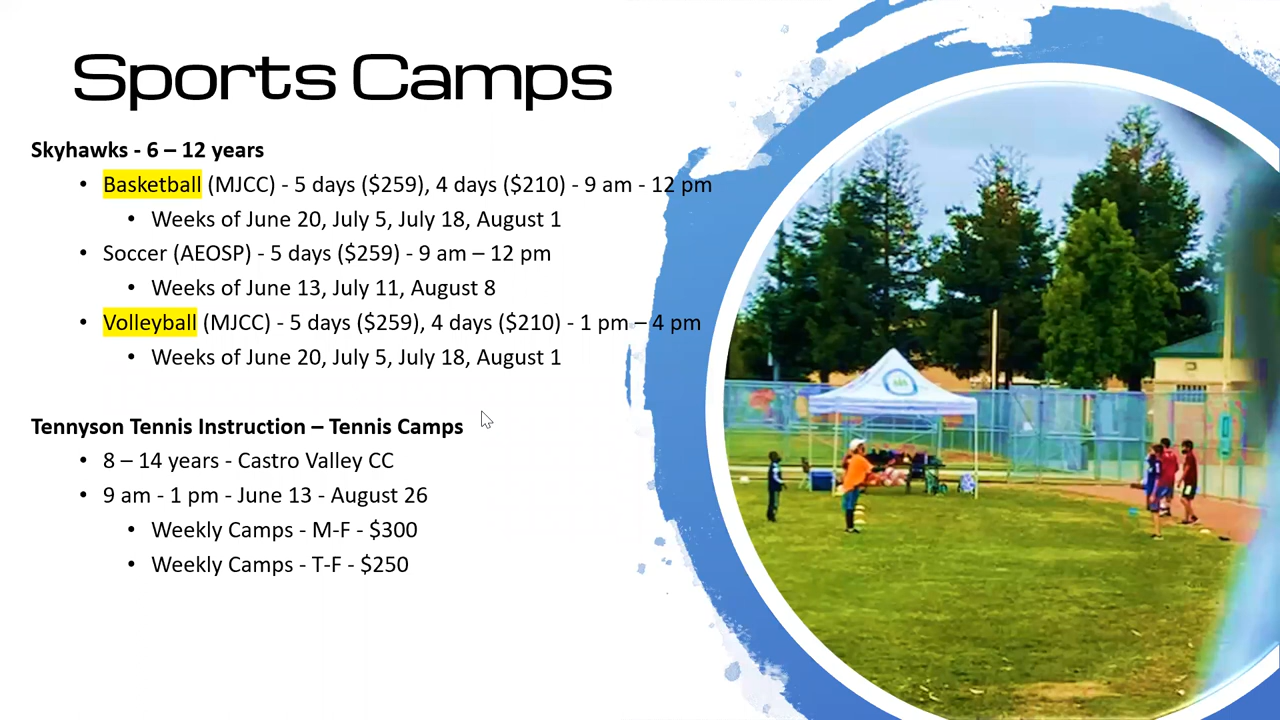 Sports Camps
Skyhawks - 6 – 12 years
• Basketball (MJCC) - 5 days ($259), 4 days ($210) - 9 am - 12 pm
• Weeks of June 20, July 5, July 18, August 1
• Soccer (AEOSP) - 5 days ($259) - 9 am – 12 pm
• Weeks of June 13, July 11, August 8
• Volleyball (MJCC) - 5 days ($259), 4 days ($210) - 1 pm – 4 pm
• Weeks of June 20, July 5, July 18, August 1
Tennyson Tennis Instruction – Tennis Camps
• 8 – 14 years - Castro Valley CC
• 9 am - 1 pm - June 13 - August 26
• Weekly Camps - M-F - $300
• Weekly Camps - T-F - $250